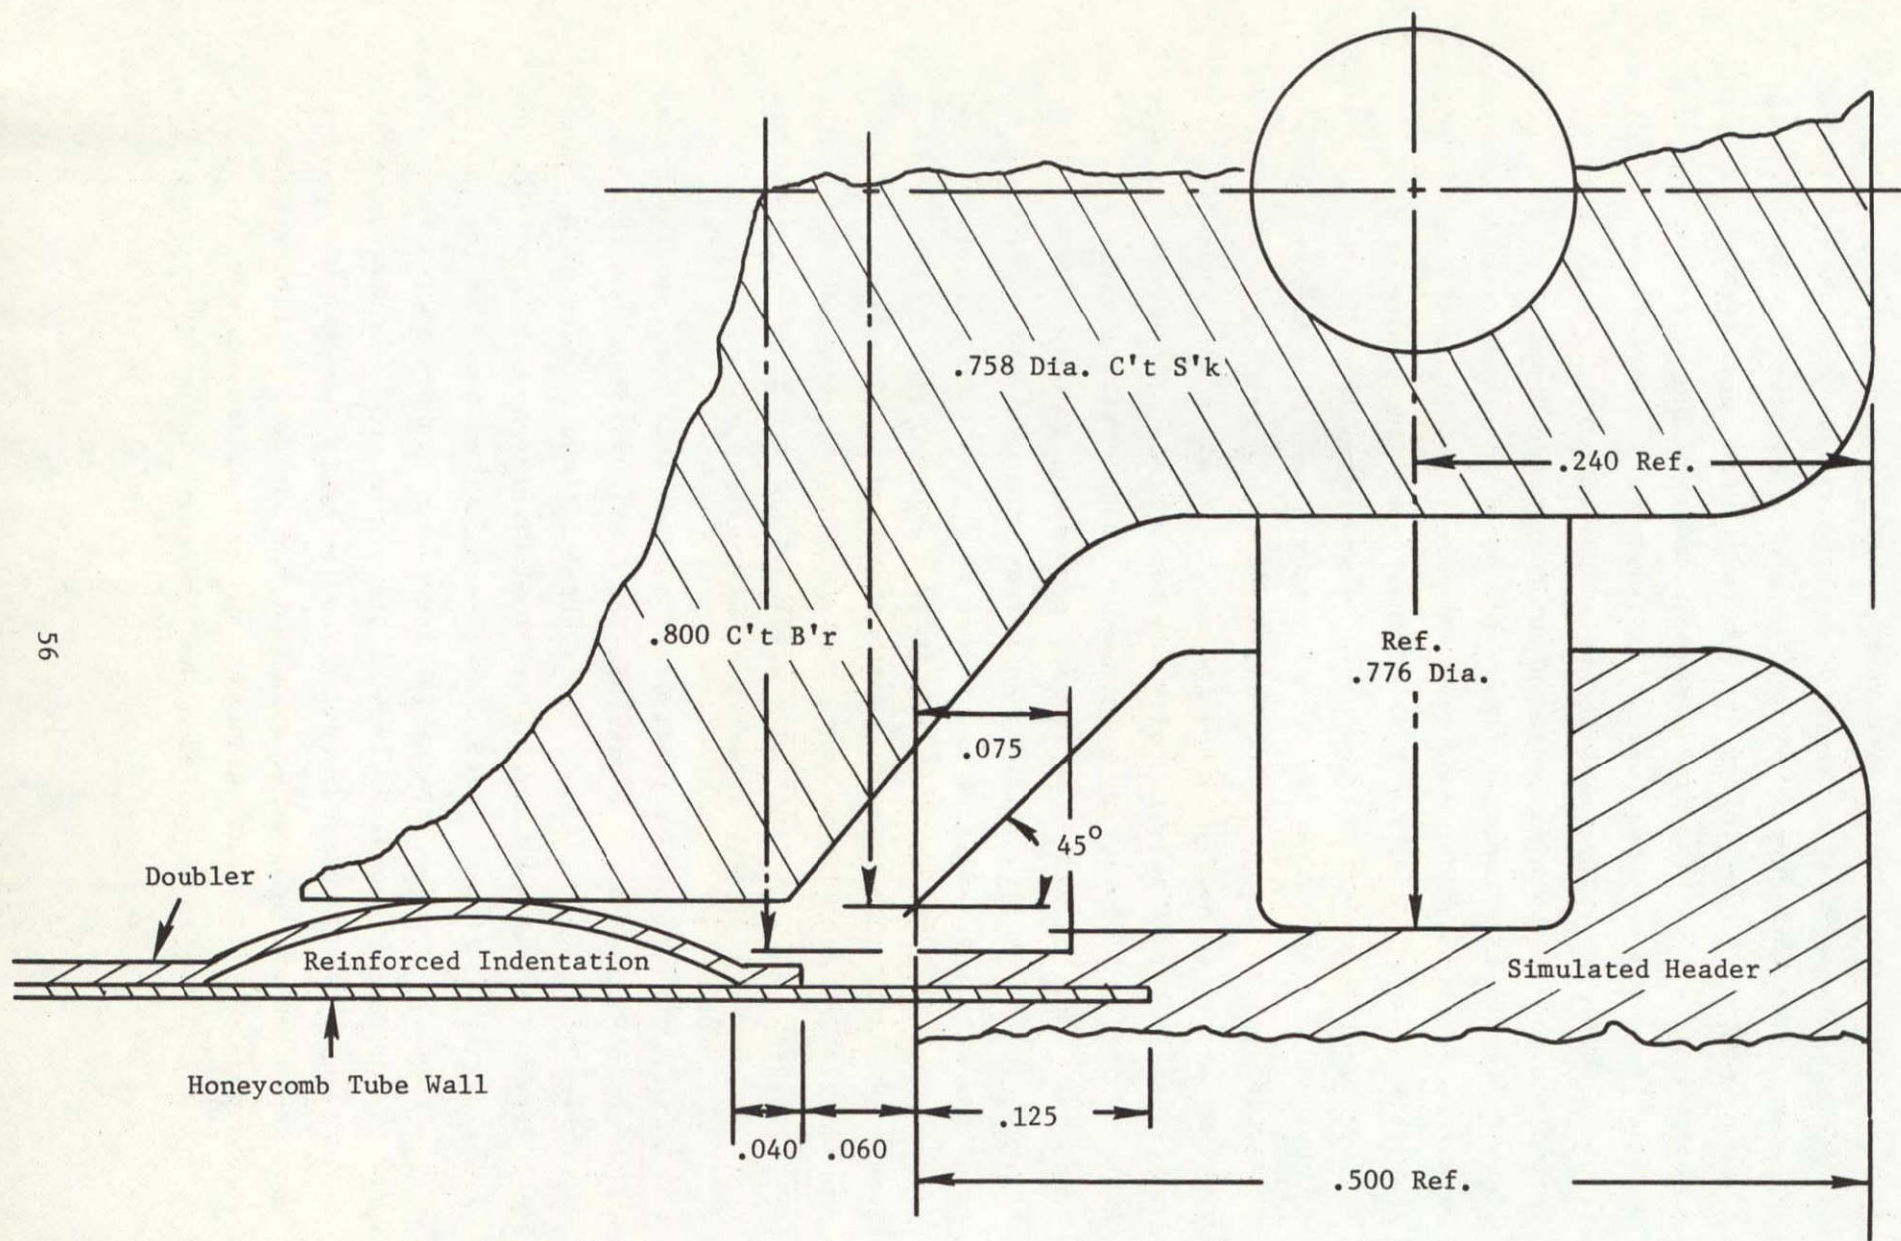 .758 Dia. C't S'k
.240 Ref.
.800 C't B'r
Ref.
.776 Dia.
.075
45°
Doubler
Reinforced Indentation
Simulated Header
Honeycomb Tube Wall
.125
.040
.060
.500 Ref.
56